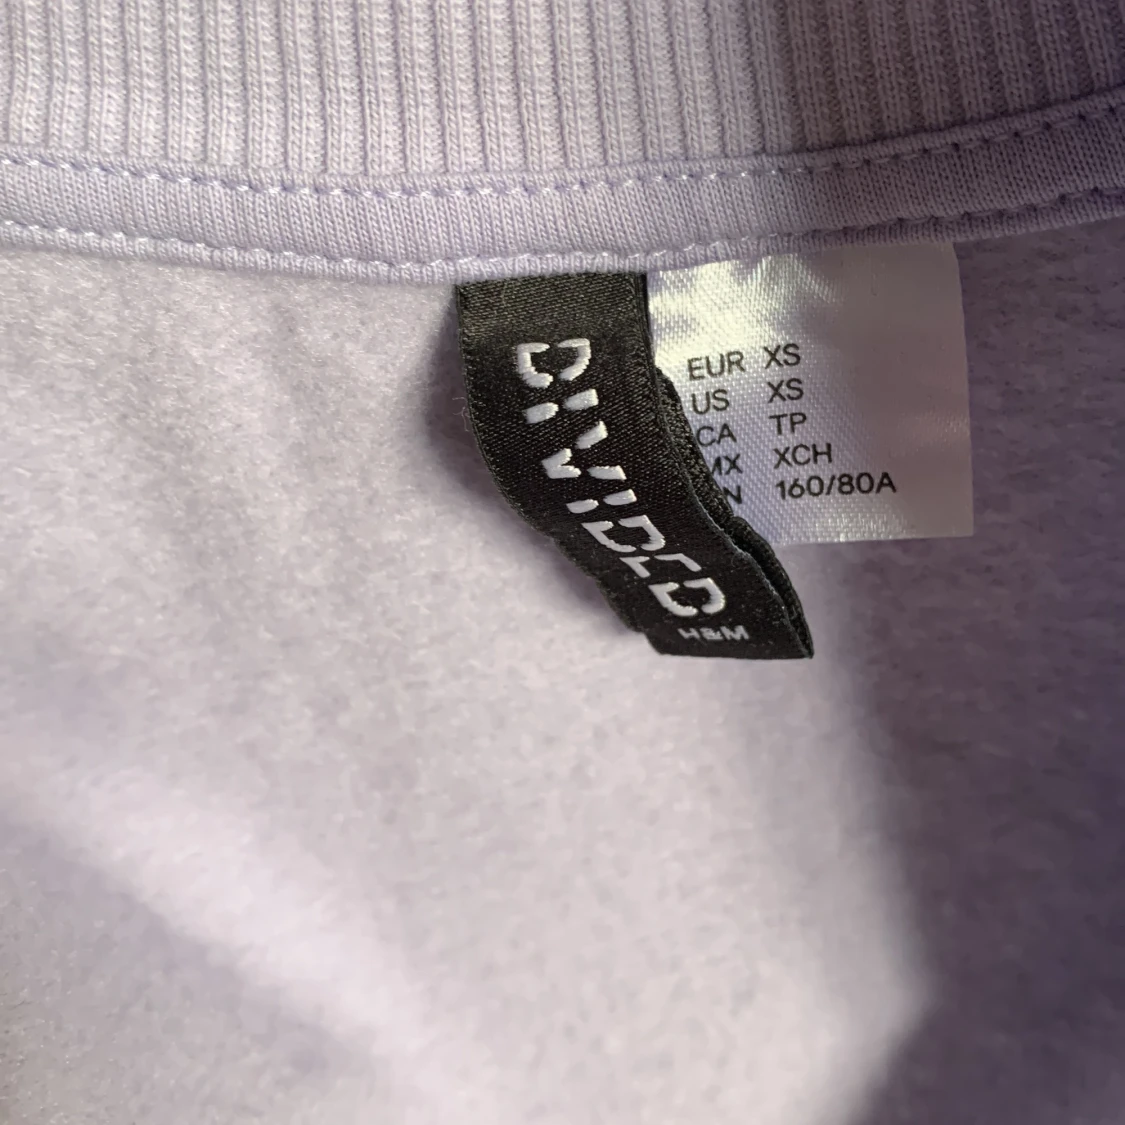 DIVIDED
H&M
EUR XS
US XS
CA TP
MX XCH
N 160/80A